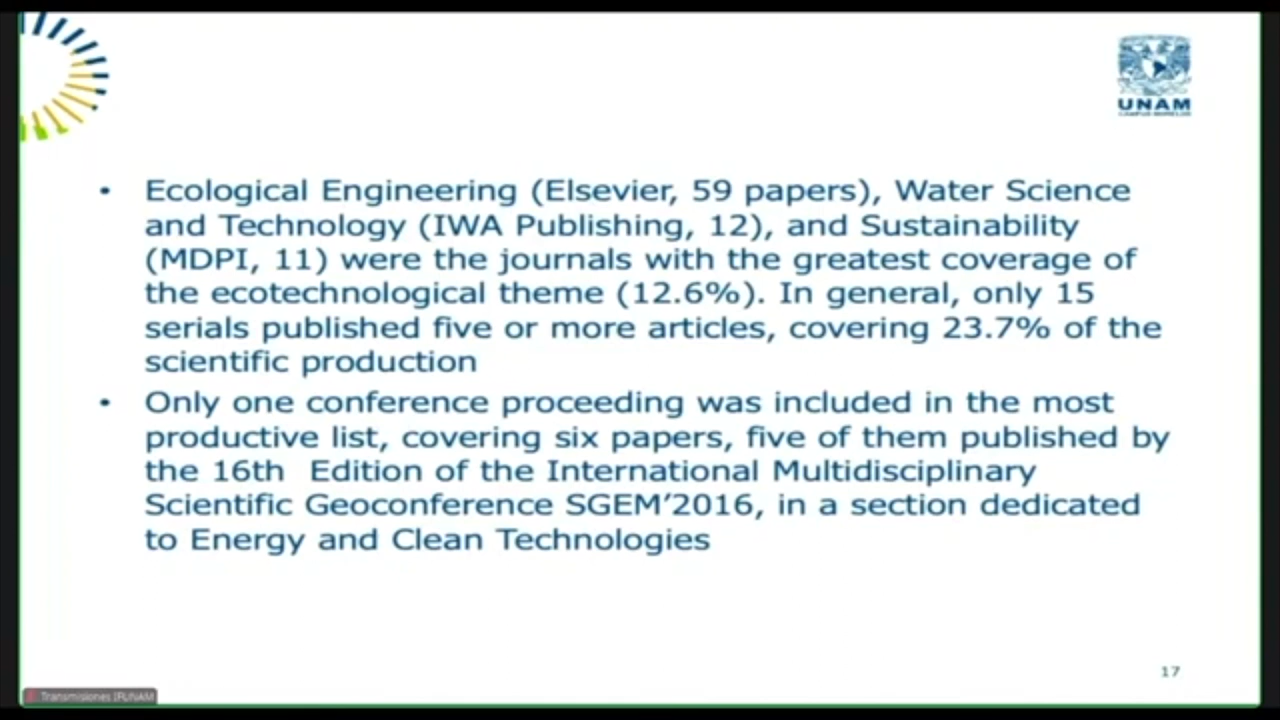 UNAM
Ecological Engineering (Elsevier, 59 papers), Water Science
and Technology (IWA Publishing, 12), and Sustainability
(MDPI, 11) were the journals with the greatest coverage of
the ecotechnological theme (12.6%). In general, only 15
serials published five or more articles, covering 23.7% of the
scientific production
Only one conference proceeding was included in the most
productive list, covering six papers, five of them published by
the 16th Edition of the International Multidisciplinary
Scientific Geoconference SGEM’2016, in a section dedicated
to Energy and Clean Technologies
17